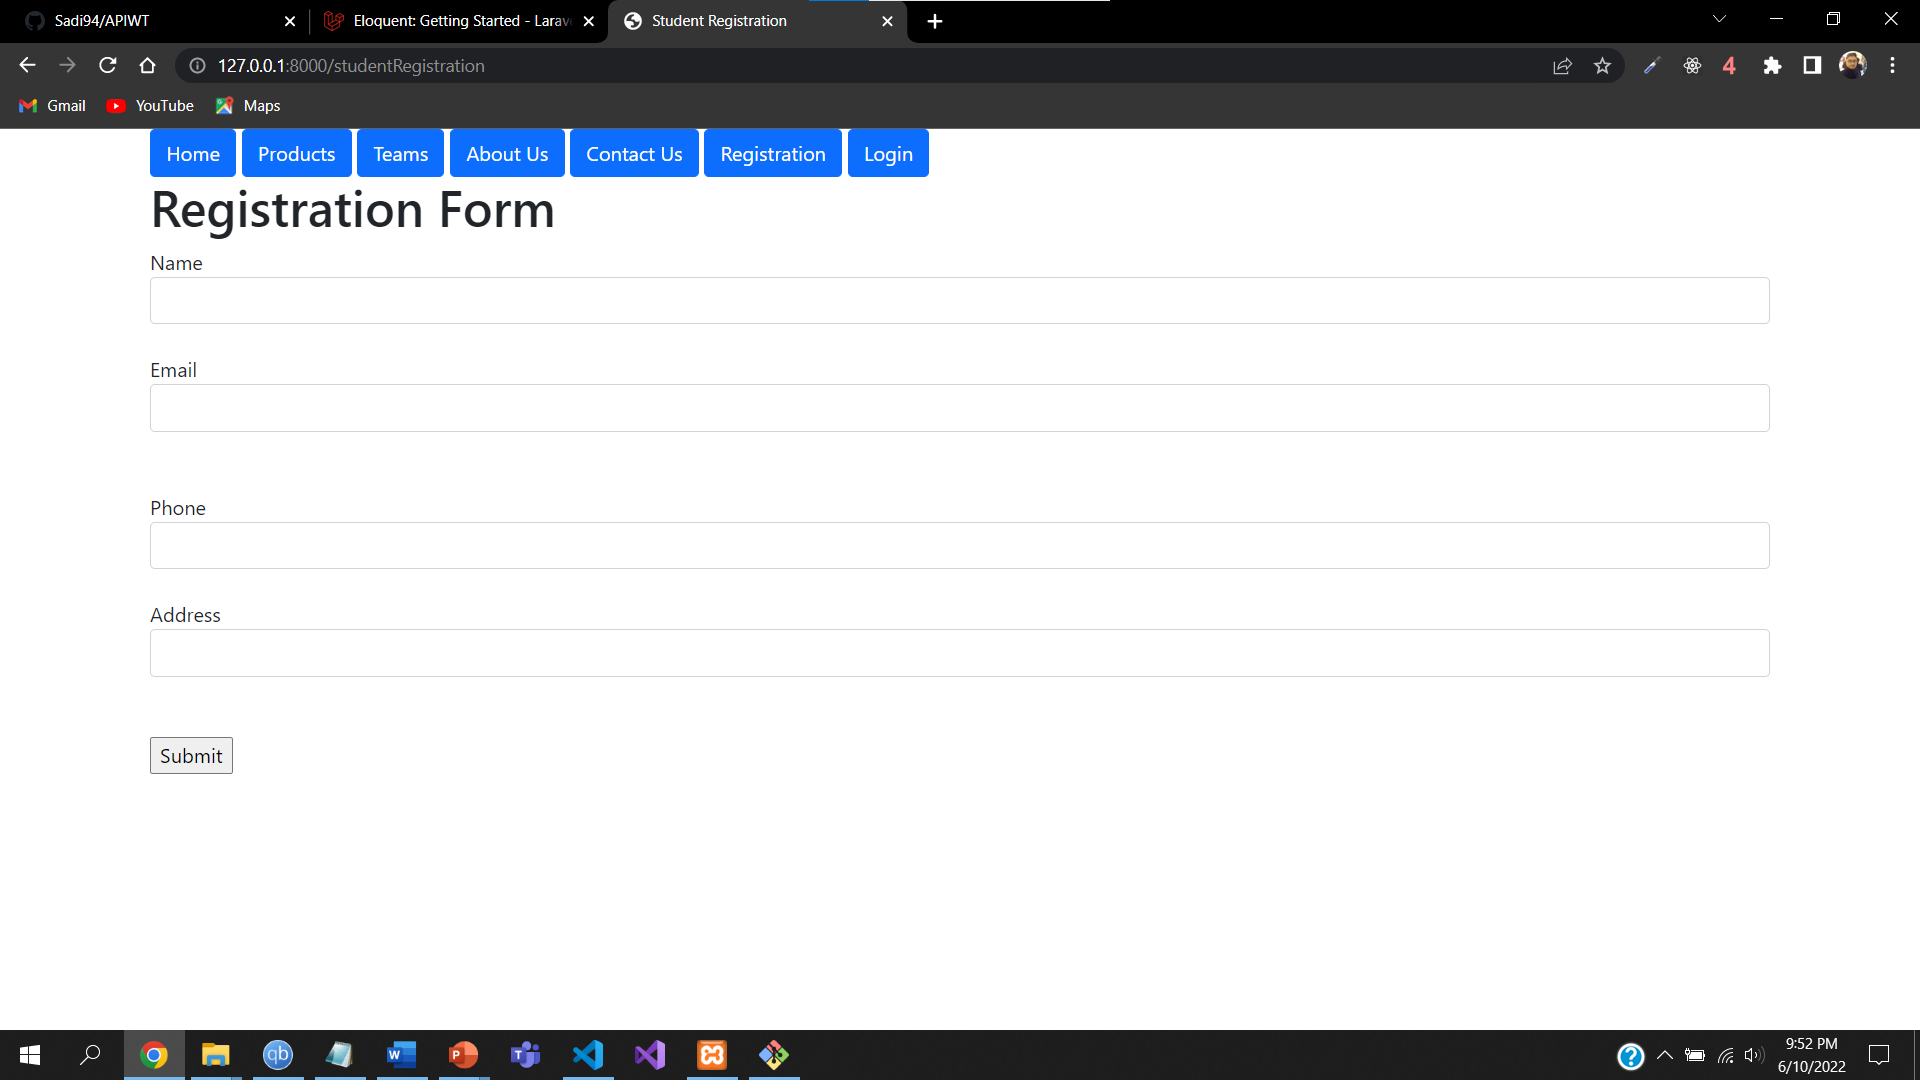 Sadi94/APIWT
Eloquent: Getting Started - Larav
Student Registration
127.0.0.1:8000/studentRegistration
4
Gmail
YouTube
Maps
Home
Products
Teams
About Us
Contact Us
Registration
Login
Registration Form
Name
Email
Phone
Address
Submit
qb
W
P
T
?
9:52 PM
6/10/2022